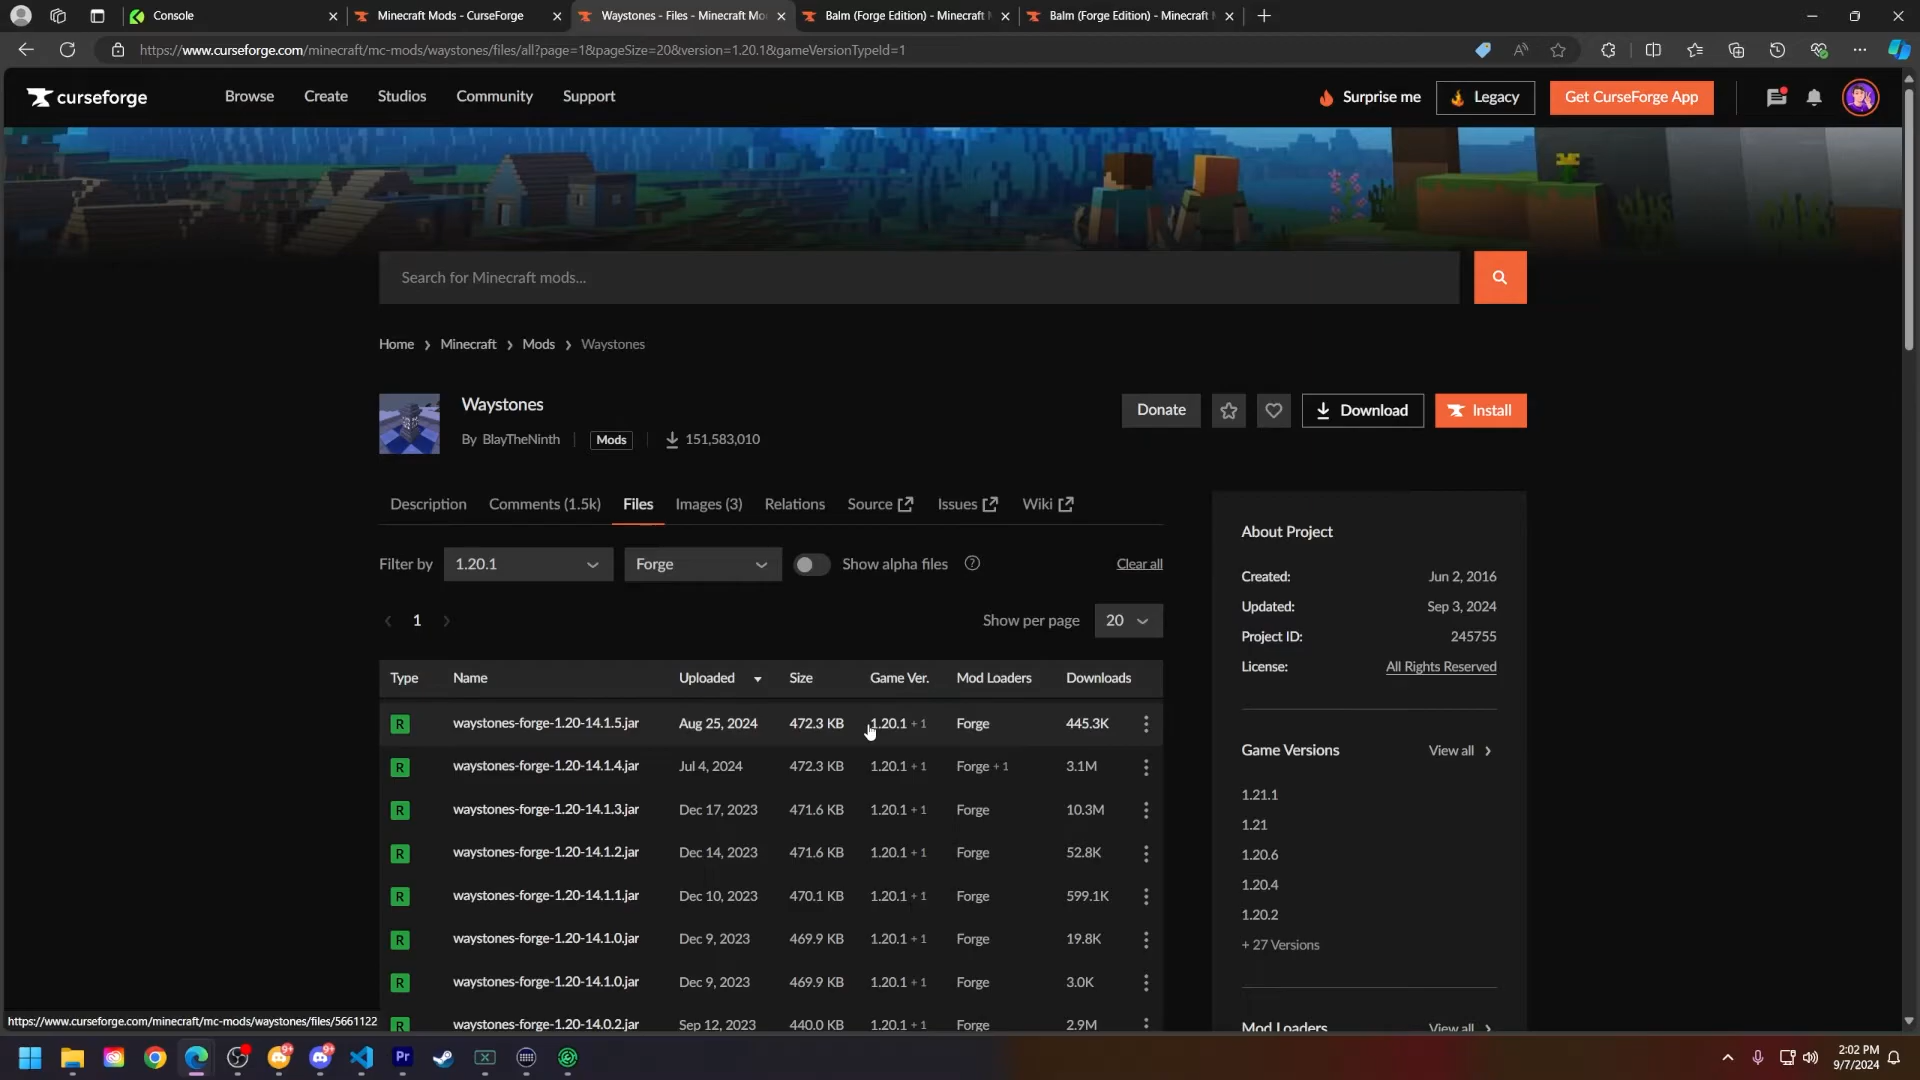 Console
Minecraft Mods - CurseForge
Waystones - Files - Minecraft Mo
Balm (Forge Edition) - Minecraft
Balm (Forge Edition) - Minecraft
https://www.curseforge.com/minecraft/mc-mods/waystones/files/all?page=1&pageSize=20&version=1.20.1&gameVersionTypeId=1
curseforge
Browse
Create
Studios
Community
Support
Surprise me
Legacy
Get CurseForge App
Search for Minecraft mods...
Home > Minecraft > Mods > Waystones
Waystones
By BlayTheNinth
Mods
151,583,010
Donate
Download
Install
Description
Comments (1.5k)
Files
Images (3)
Relations
Source
Issues
Wiki
Filter by
1.20.1
Forge
Show alpha files
?
Clear all
1
Show per page
20
Type Name Uploaded Size Game Ver. Mod Loaders Downloads
R waystones-forge-1.20-14.1.5.jar Aug 25, 2024 472.3 KB 1.20.1 + 1 Forge 445.3K
R waystones-forge-1.20-14.1.4.jar Jul 4, 2024 472.3 KB 1.20.1 + 1 Forge + 1 3.1M
R waystones-forge-1.20-14.1.3.jar Dec 17, 2023 471.6 KB 1.20.1 + 1 Forge 10.3M
R waystones-forge-1.20-14.1.2.jar Dec 14, 2023 471.6 KB 1.20.1 + 1 Forge 52.8K
R waystones-forge-1.20-14.1.1.jar Dec 10, 2023 470.1 KB 1.20.1 + 1 Forge 599.1K
R waystones-forge-1.20-14.1.0.jar Dec 9, 2023 469.9 KB 1.20.1 + 1 Forge 19.8K
R waystones-forge-1.20-14.1.0.jar Dec 9, 2023 469.9 KB 1.20.1 + 1 Forge 3.0K
R waystones-forge-1.20-14.0.2.jar Sep 12, 2023 440.0 KB 1.20.1 + 1 Forge 2.9M
About Project
Created: Jun 2, 2016
Updated: Sep 3, 2024
Project ID: 245755
License: All Rights Reserved
Game Versions View all >
1.21.1
1.21
1.20.6
1.20.4
1.20.2
+ 27 Versions
Mod Loaders View all >
https://www.curseforge.com/minecraft/mc-mods/waystones/files/5661122
9+
9+
Pr
2:02 PM
9/7/2024